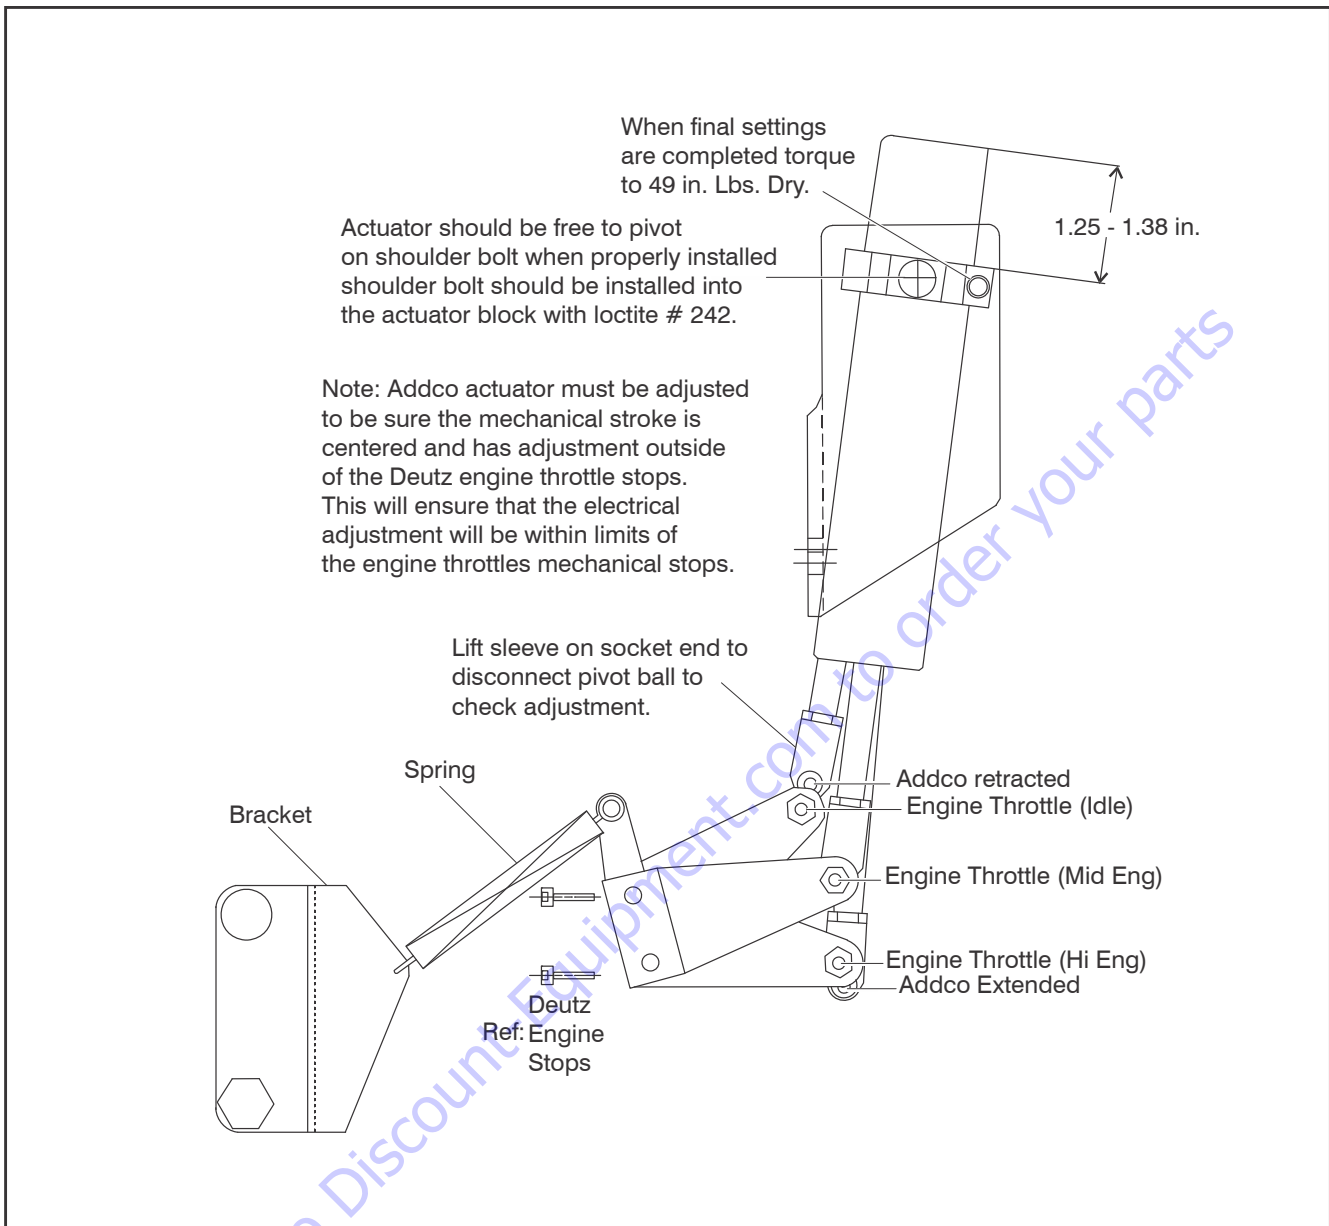 When final settings
are completed torque
to 49 in. Lbs. Dry.
1.25 - 1.38 in.
Actuator should be free to pivot
on shoulder bolt when properly installed
shoulder bolt should be installed into
the actuator block with loctite # 242.
Note: Addco actuator must be adjusted
to be sure the mechanical stroke is
centered and has adjustment outside
of the Deutz engine throttle stops.
This will ensure that the electrical
adjustment will be within limits of
the engine throttles mechanical stops.
Lift sleeve on socket end to
disconnect pivot ball to
check adjustment.
Spring
Bracket
Addco retracted
Engine Throttle (Idle)
Engine Throttle (Mid Eng)
Engine Throttle (Hi Eng)
Addco Extended
Deutz
Ref: Engine
Stops
Discount-Equipment.com to order your parts